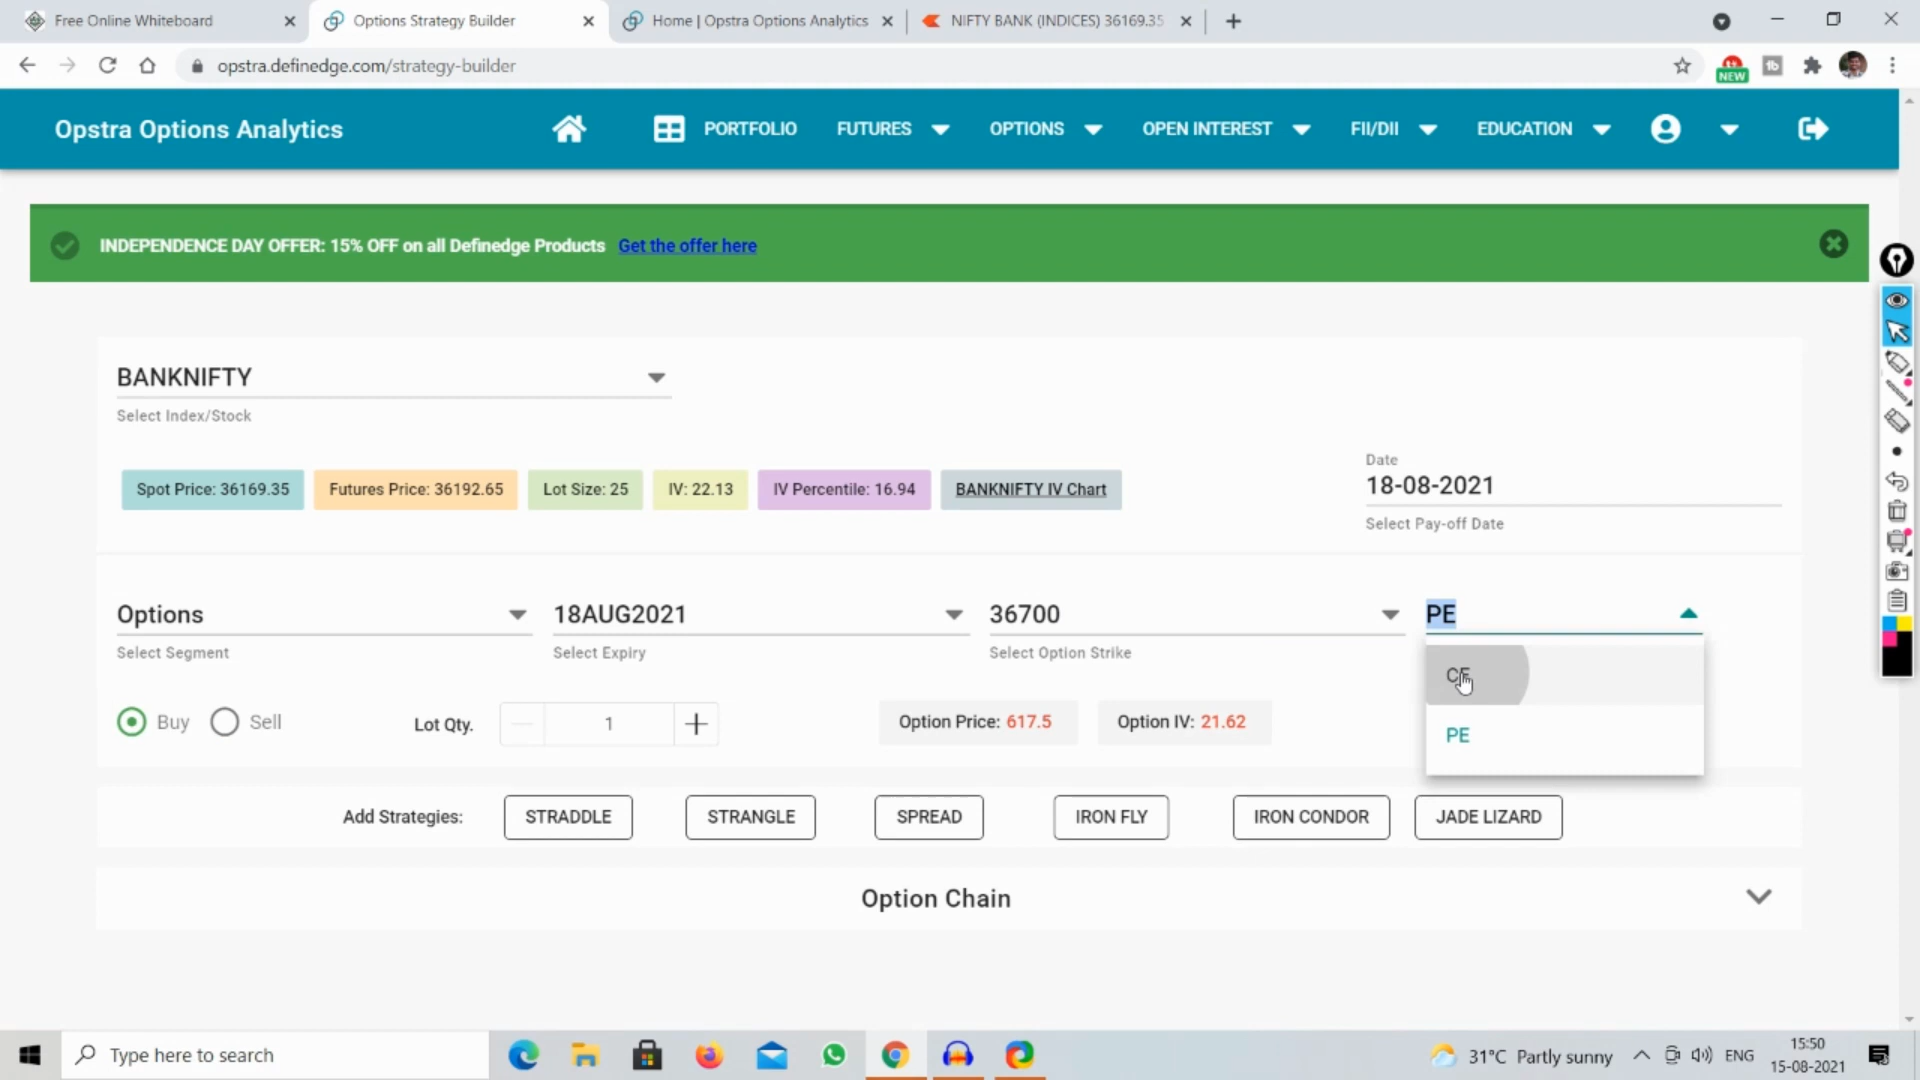 Free Online Whiteboard
Options Strategy Builder
Home | Opstra Options Analytics
NIFTY BANK (INDICES) 36169.35
opstra.definedge.com/strategy-builder
NEW
Opstra Options Analytics
PORTFOLIO
FUTURES
OPTIONS
OPEN INTEREST
FII/DII
EDUCATION
INDEPENDENCE DAY OFFER: 15% OFF on all Definedge Products Get the offer here
BANKNIFTY
Select Index/Stock
Spot Price: 36169.35
Futures Price: 36192.65
Lot Size: 25
IV: 22.13
IV Percentile: 16.94
BANKNIFTY IV Chart
Date
18-08-2021
Select Pay-off Date
Options
Select Segment
18AUG2021
Select Expiry
36700
Select Option Strike
PE
CE
PE
Buy
Sell
Lot Qty.
1
Option Price: 617.5
Option IV: 21.62
Add Strategies:
STRADDLE
STRANGLE
SPREAD
IRON FLY
IRON CONDOR
JADE LIZARD
Option Chain
Type here to search
31°C Partly sunny
ENG
15:50
15-08-2021